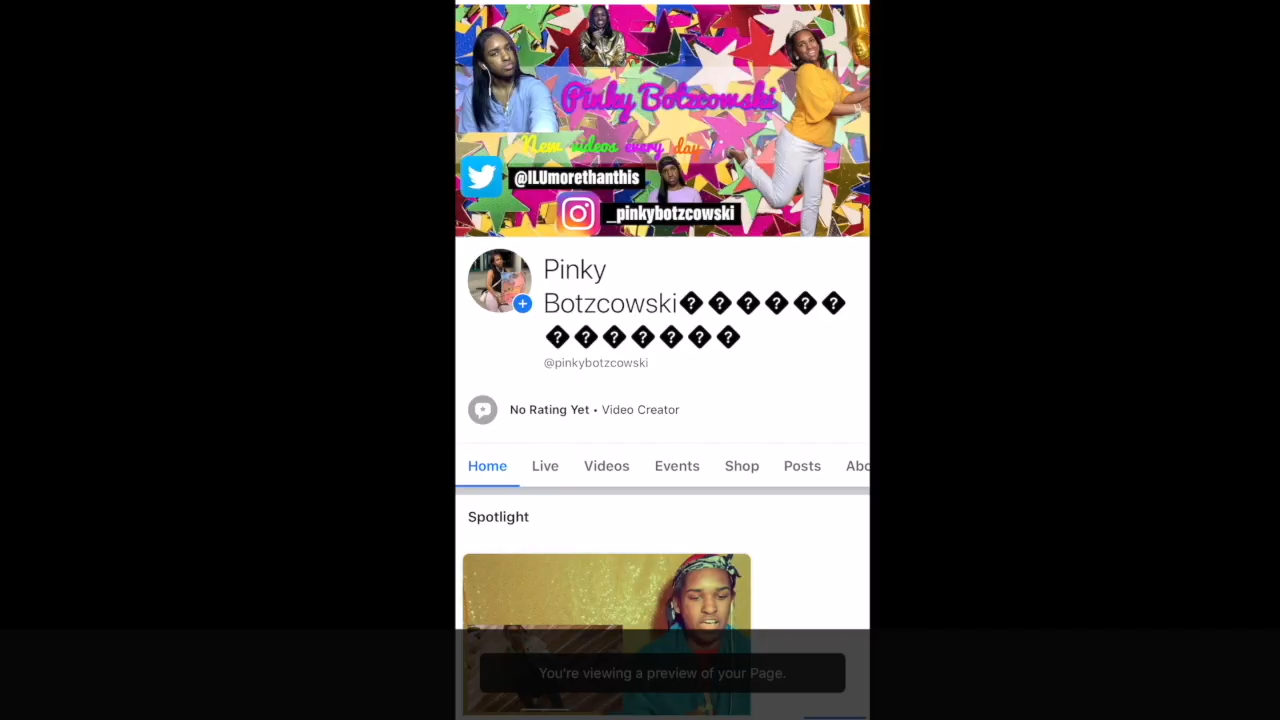 Pinky Botzcowski
New videos every day
@ILUmorethanthis
_pinkybotzcowski
Pinky
Botzcowski������
�������
@pinkybotzcowski
No Rating Yet • Video Creator
Home Live Videos Events Shop Posts Abo
Spotlight
You're viewing a preview of your Page.